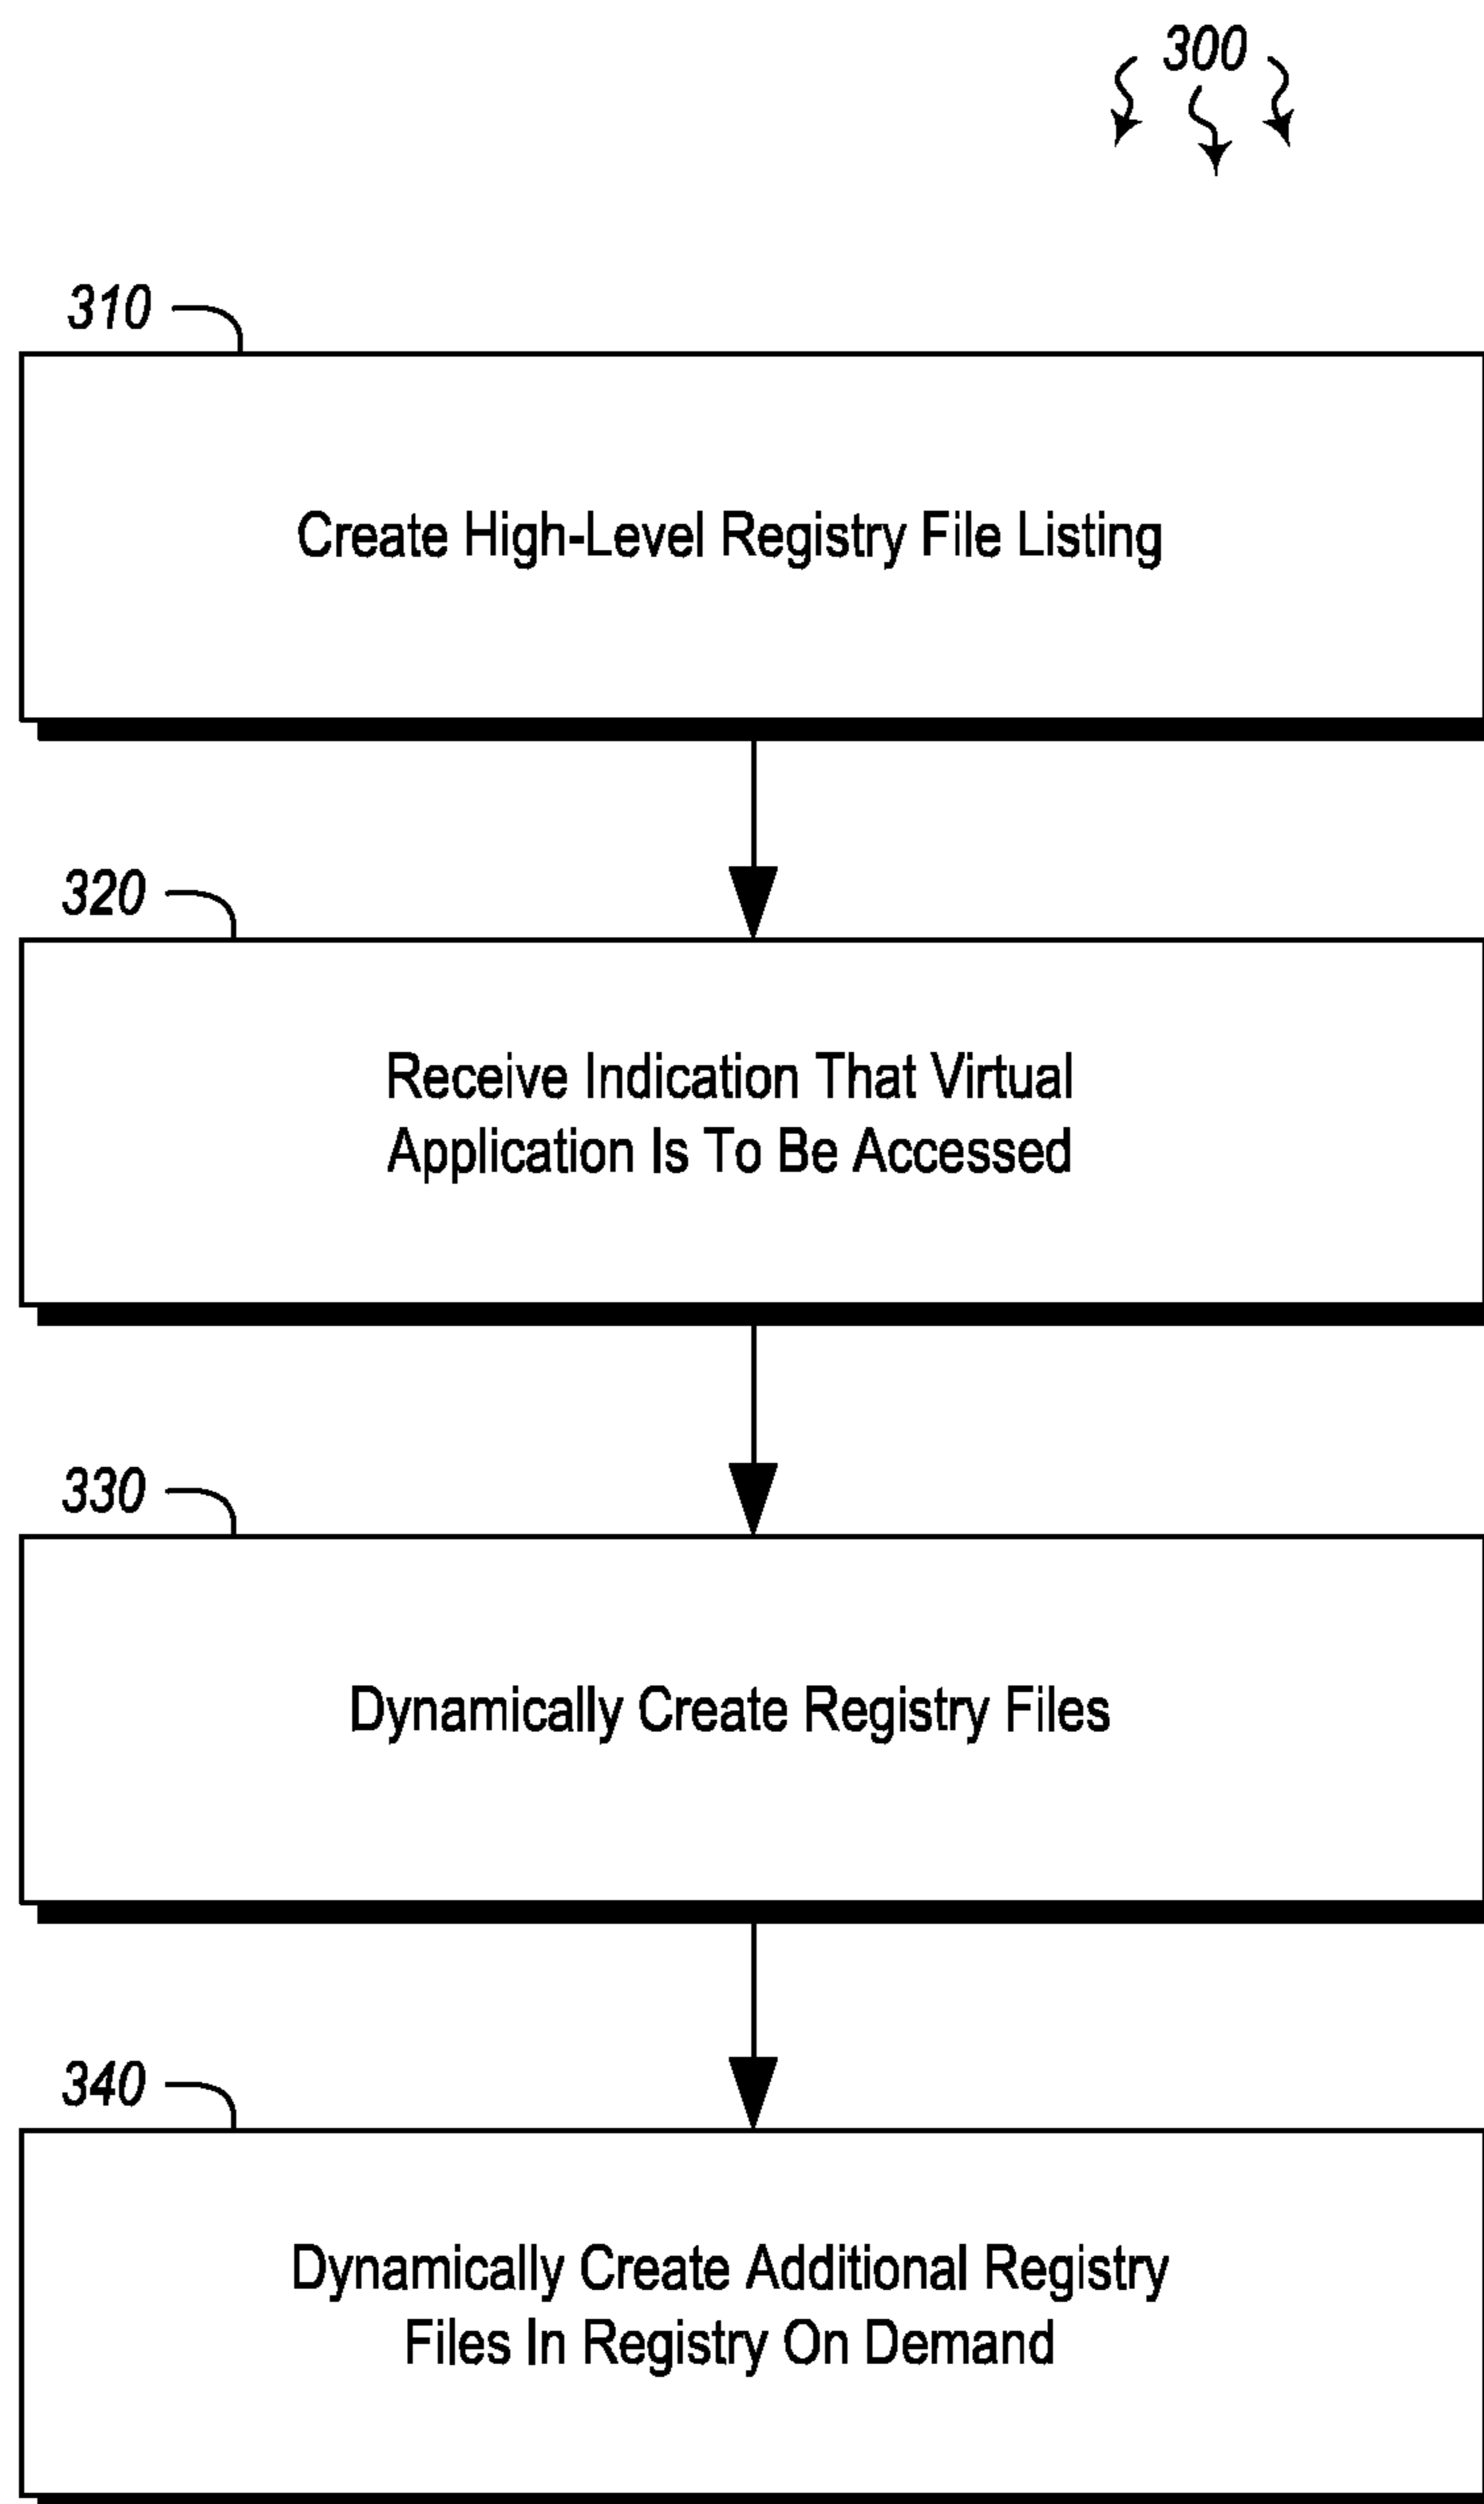 300
310
Create High-Level Registry File Listing
320
Receive Indication That Virtual
Application Is To Be Accessed
330
Dynamically Create Registry Files
340
Dynamically Create Additional Registry
Files In Registry On Demand